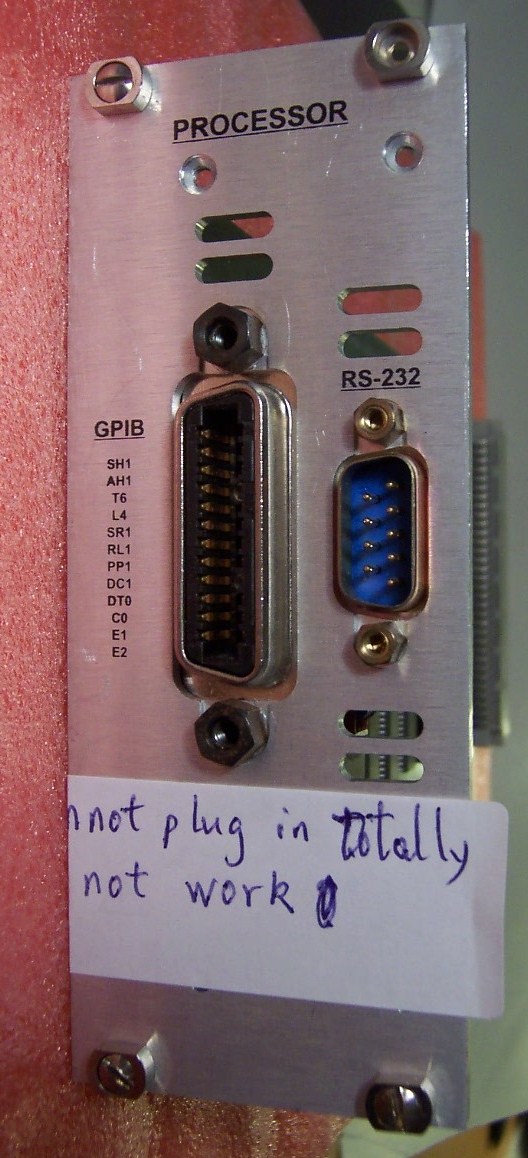 PROCESSOR
RS-232
GPIB
SH1
AH1
T6
L4
SR1
RL1
PP1
DC1
DT0
C0
E1
E2
nnot plug in totally
not work